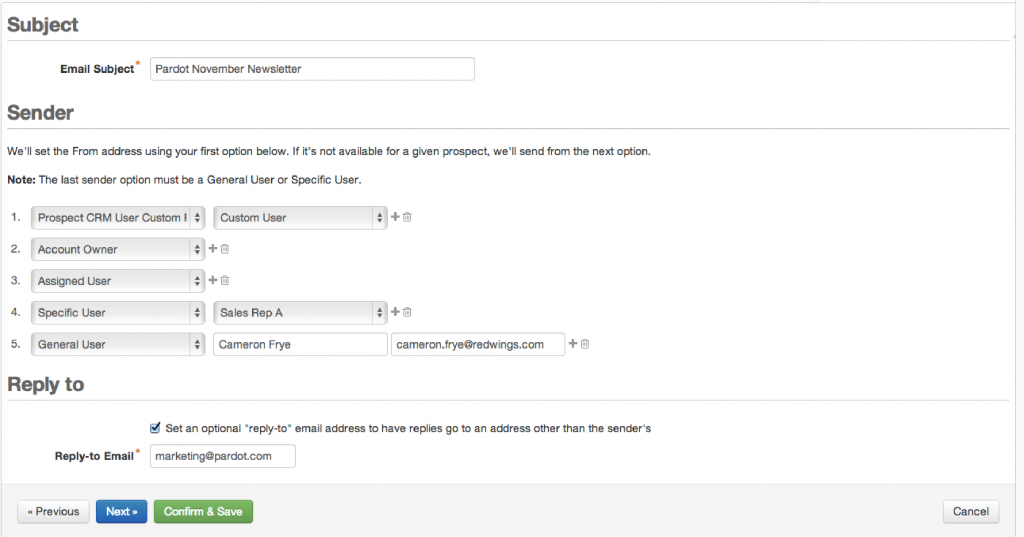 Subject
Email Subject* Pardot November Newsletter
Sender
We'll set the From address using your first option below. If it's not available for a given prospect, we'll send from the next option.
Note: The last sender option must be a General User or Specific User.
1. Prospect CRM User Custom F Custom User
2. Account Owner
3. Assigned User
4. Specific User Sales Rep A
5. General User Cameron Frye cameron.frye@redwings.com
Reply to
Set an optional "reply-to" email address to have replies go to an address other than the sender's
Reply-to Email* marketing@pardot.com
« Previous Next » Confirm & Save Cancel